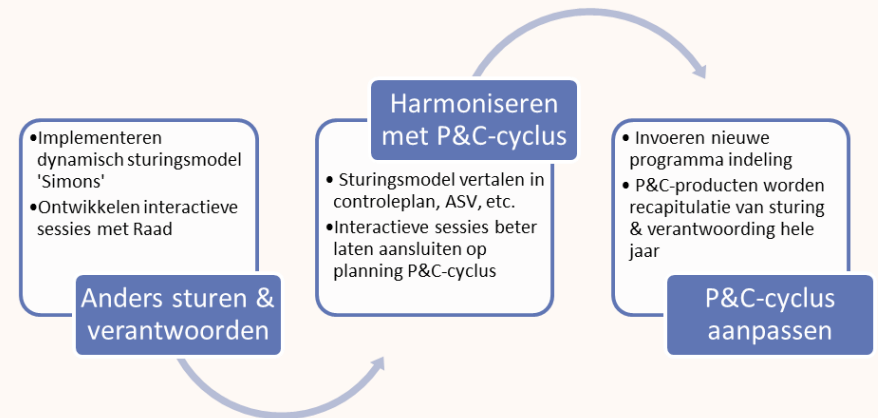 •Implementeren
dynamisch sturingsmodel
'Simons'
•Ontwikkelen interactieve
sessies met Raad
Anders sturen &
verantwoorden
Harmoniseren
met P&C-cyclus
• Sturingsmodel vertalen in
controleplan, ASV, etc.
•Interactieve sessies beter
laten aansluiten op
planning P&C-cyclus
• Invoeren nieuwe
programma indeling
• P&C-producten worden
recapitulatie van sturing
& verantwoording hele
jaar
P&C-cyclus
aanpassen